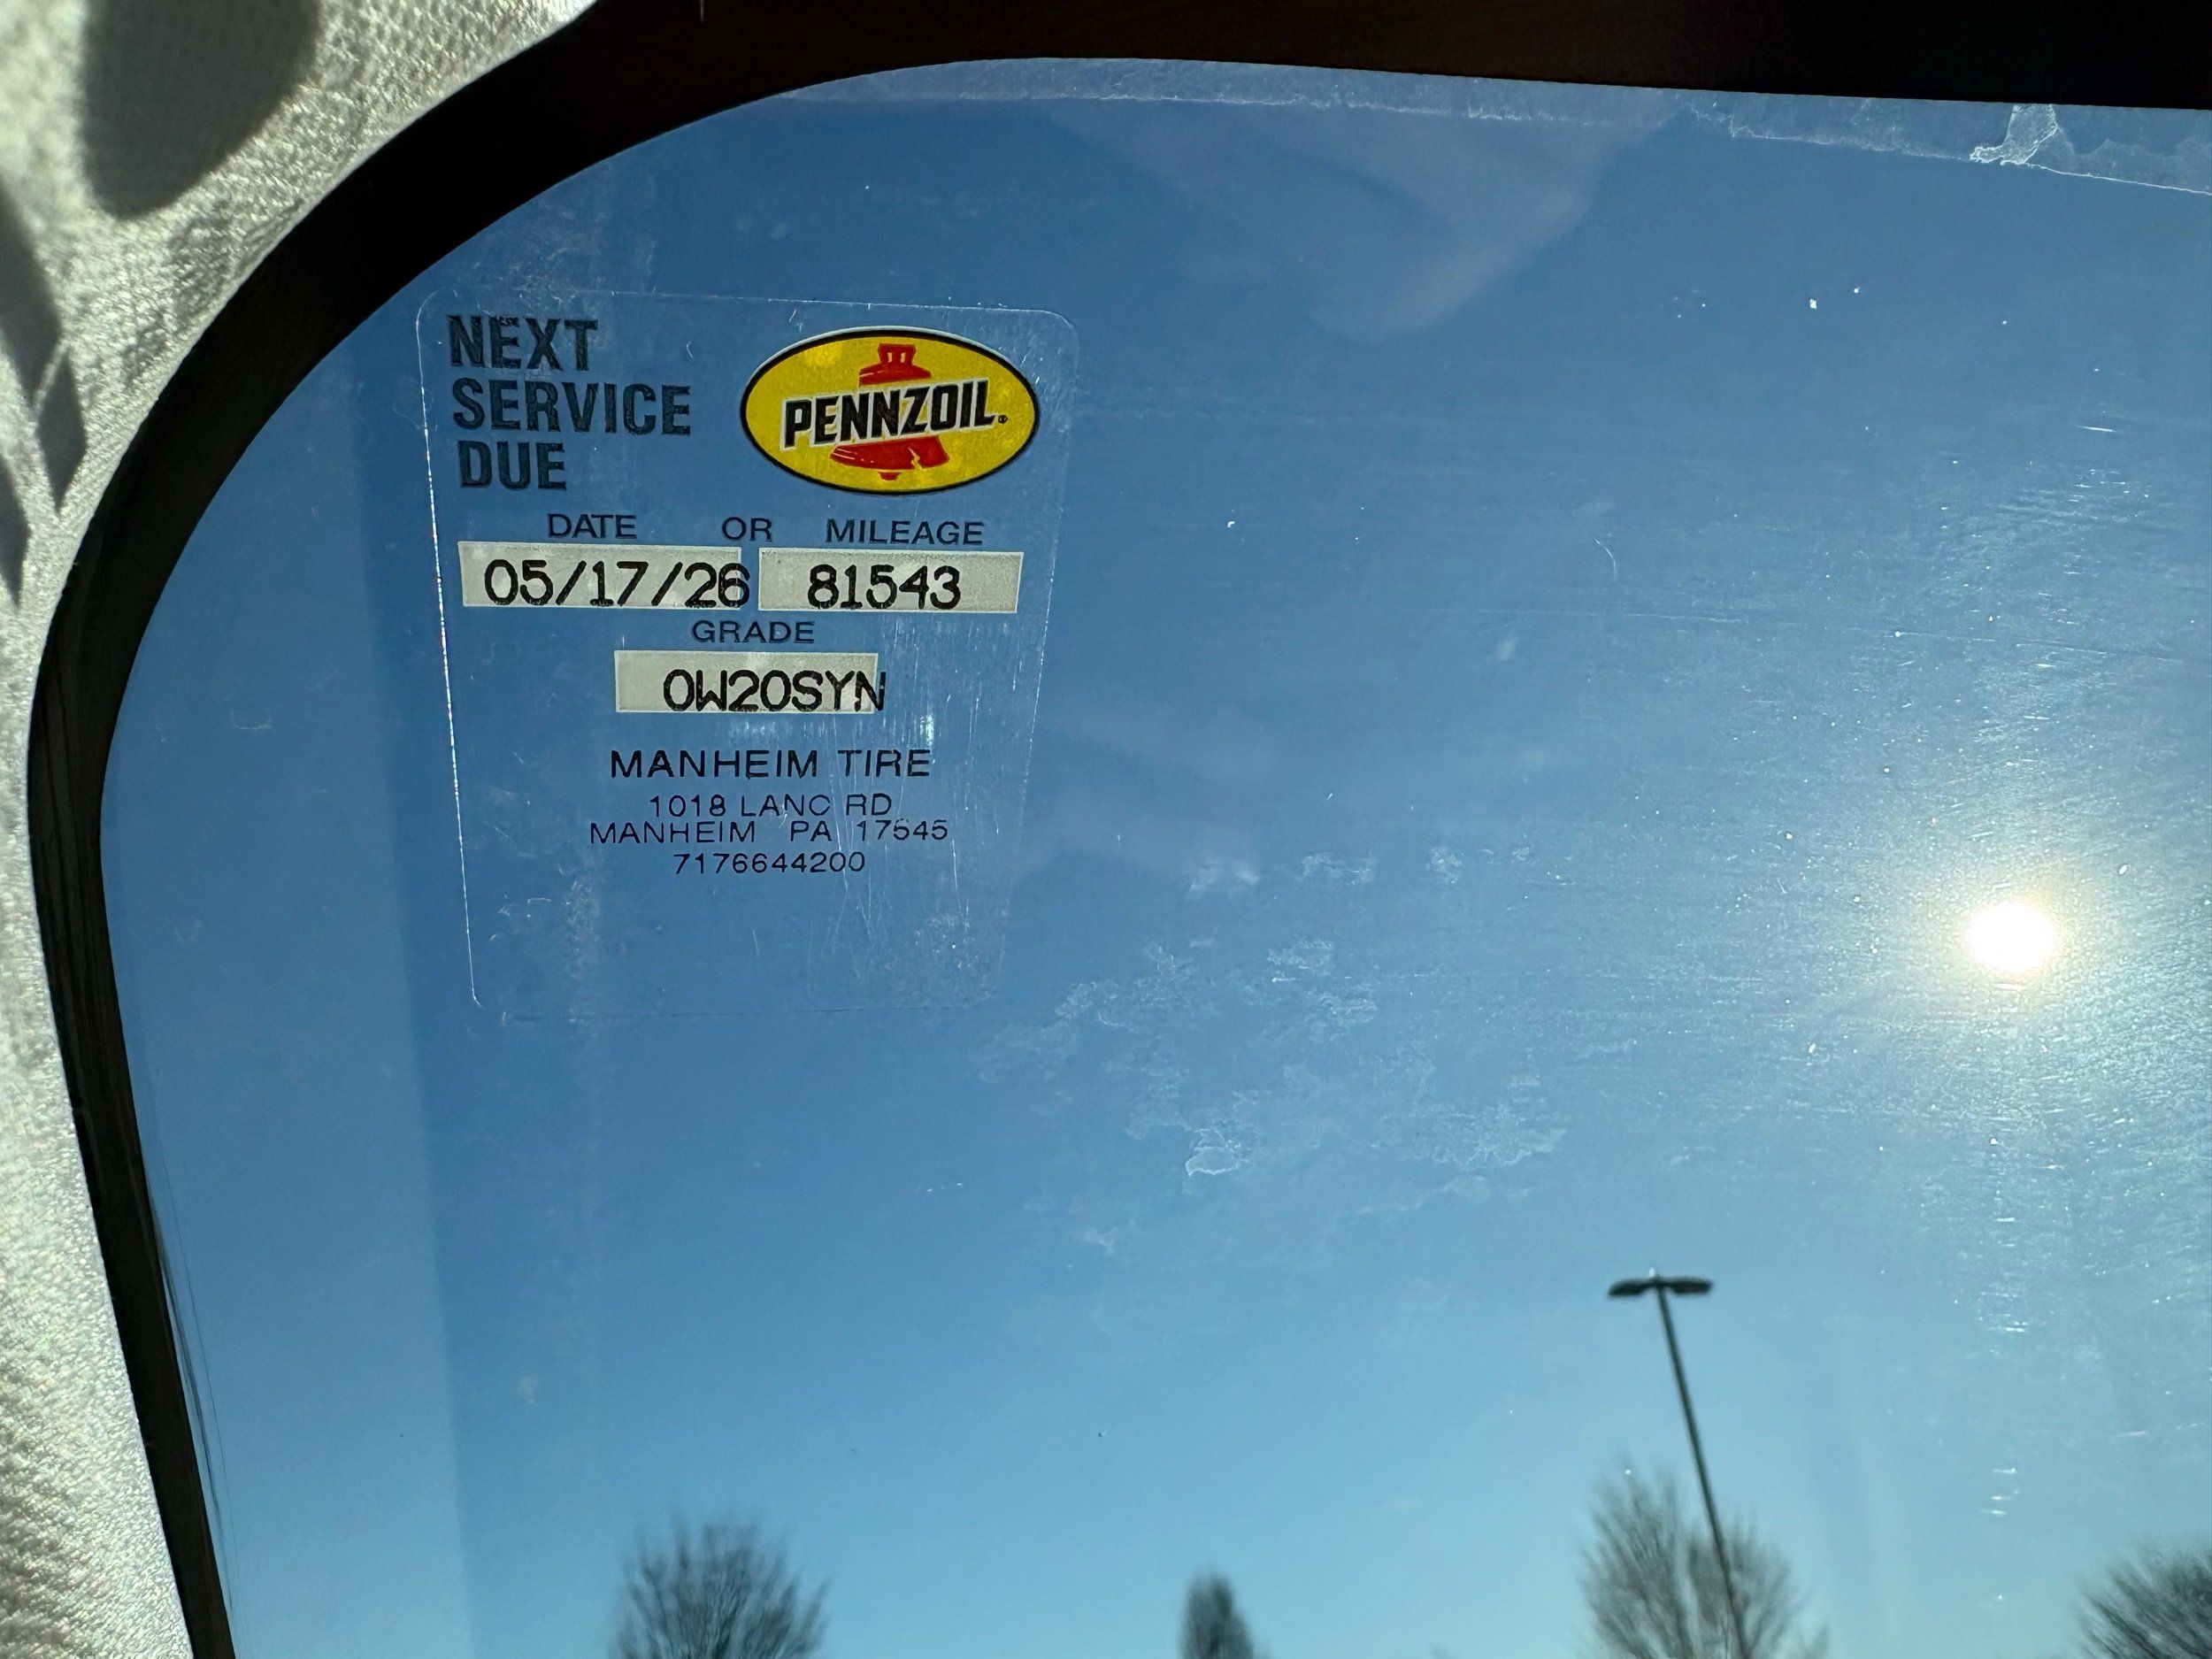 NEXT
SERVICE
DUE
PENNZOIL®
DATE OR MILEAGE
05/17/26 81543
GRADE
0W20SYN
MANHEIM TIRE
1018 LANC RD
MANHEIM PA 17545
7176644200